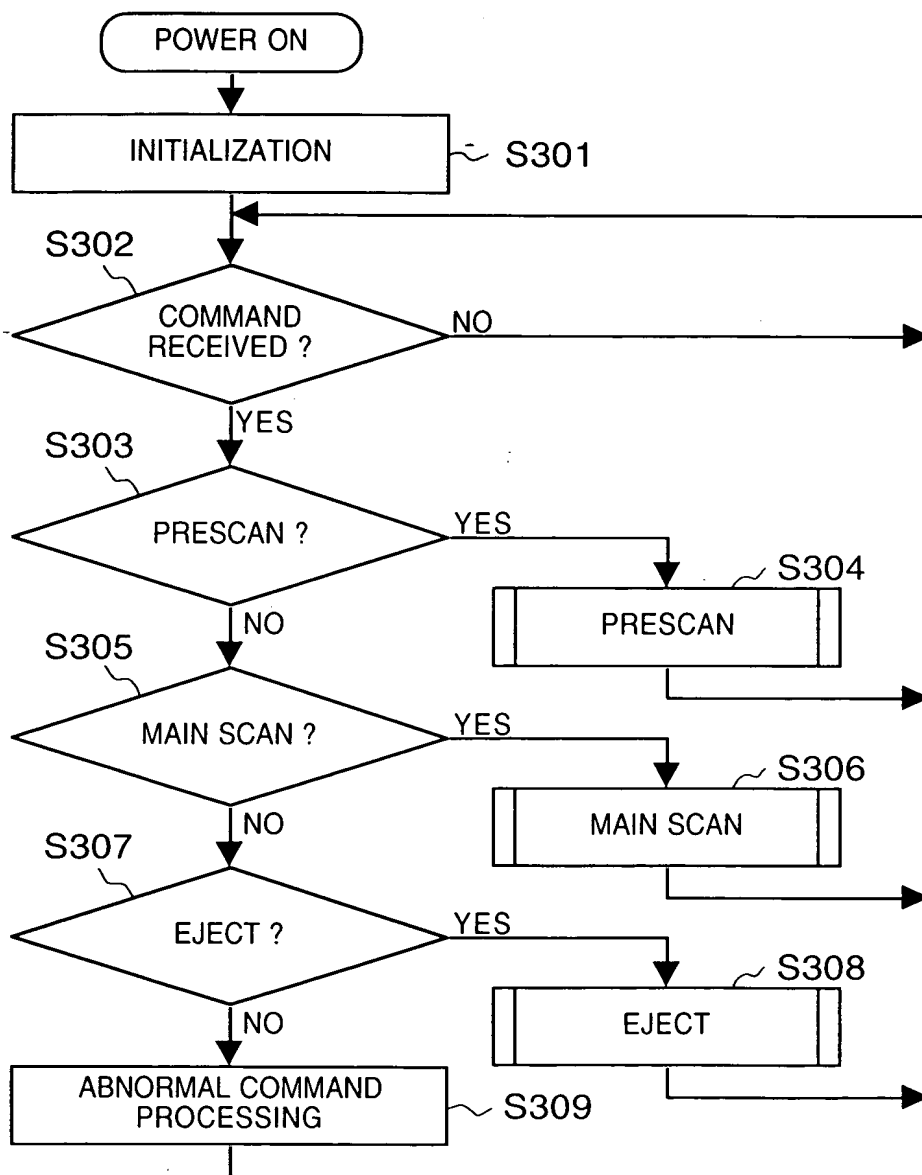 POWER ON
INITIALIZATION
S301
S302
COMMAND
RECEIVED ?
NO
YES
S303
PRESCAN ?
YES
S304
PRESCAN
NO
S305
MAIN SCAN ?
YES
S306
MAIN SCAN
NO
S307
EJECT ?
YES
S308
EJECT
NO
ABNORMAL COMMAND
PROCESSING
S309